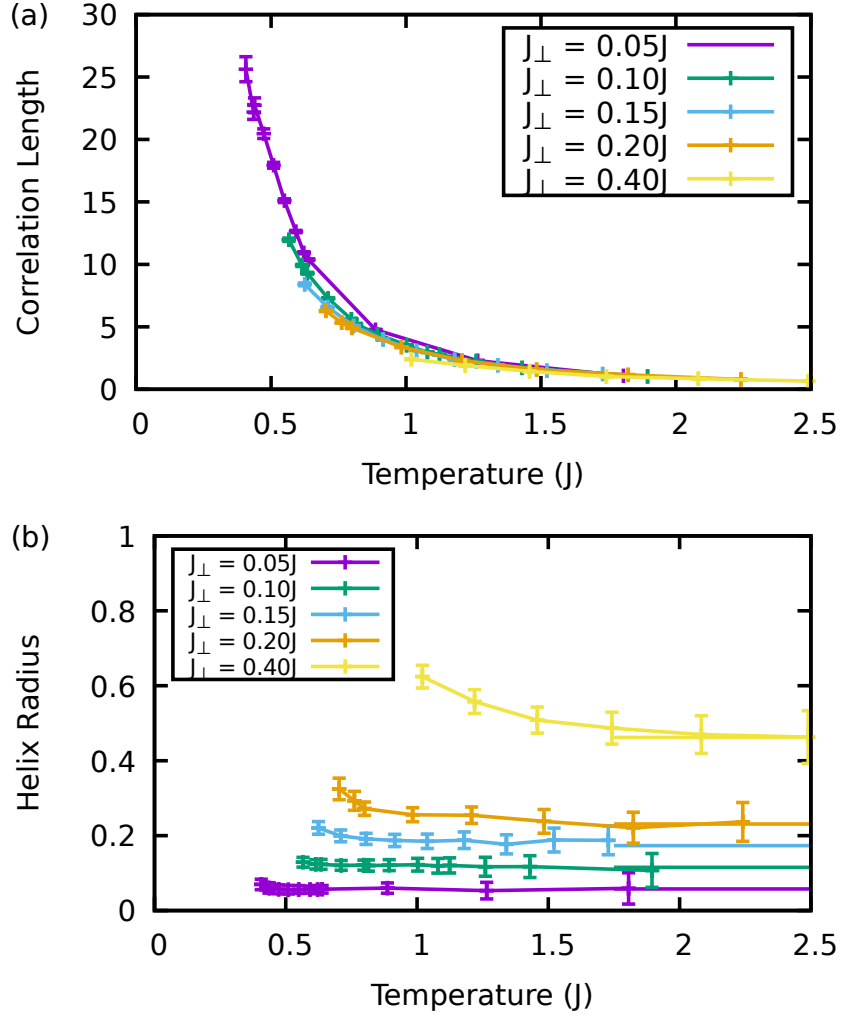 (a)
30
25
20
15
10
5
0
Correlation Length
J⊥ = 0.05J
J⊥ = 0.10J
J⊥ = 0.15J
J⊥ = 0.20J
J⊥ = 0.40J
0 0.5 1 1.5 2 2.5
Temperature (J)
(b)
1
0.8
0.6
0.4
0.2
0
Helix Radius
J⊥ = 0.05J
J⊥ = 0.10J
J⊥ = 0.15J
J⊥ = 0.20J
J⊥ = 0.40J
0 0.5 1 1.5 2 2.5
Temperature (J)